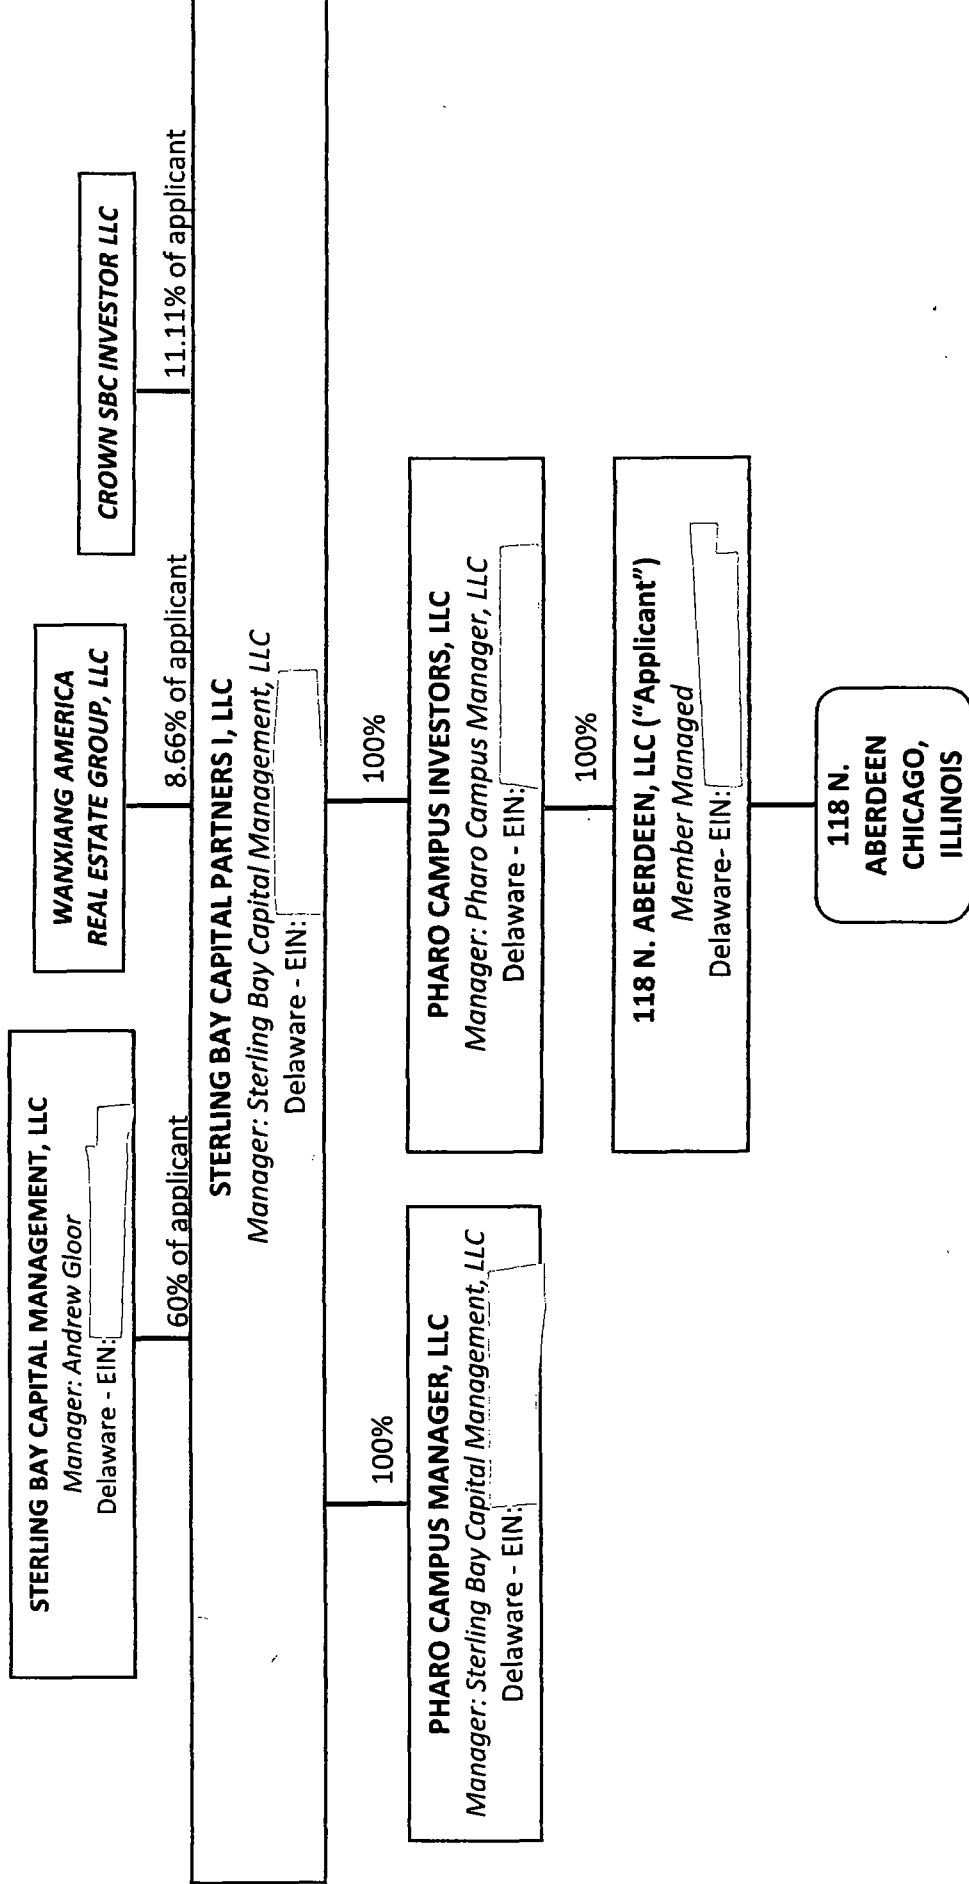 STERLING BAY CAPITAL MANAGEMENT, LLC
Manager: Andrew Gloor
Delaware - EIN:
60% of applicant
WANXIANG AMERICA
REAL ESTATE GROUP, LLC
8.66% of applicant
CROWN SBC INVESTOR LLC
11.11% of applicant
STERLING BAY CAPITAL PARTNERS I, LLC
Manager: Sterling Bay Capital Management, LLC
Delaware - EIN:
100%
100%
PHARO CAMPUS MANAGER, LLC
Manager: Sterling Bay Capital Management, LLC
Delaware - EIN:
PHARO CAMPUS INVESTORS, LLC
Manager: Pharo Campus Manager, LLC
Delaware - EIN:
100%
118 N. ABERDEEN, LLC (“Applicant”)
Member Managed
Delaware- EIN:
118 N.
ABERDEEN
CHICAGO,
ILLINOIS